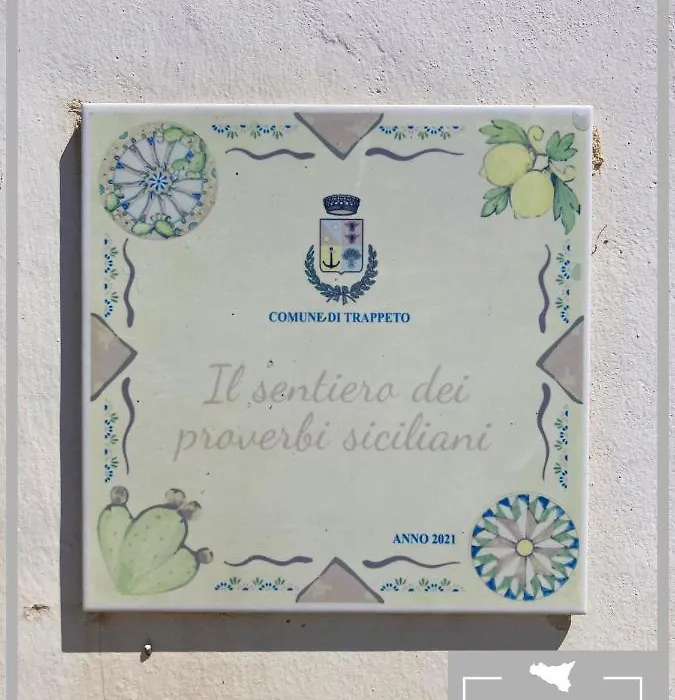 COMUNE DI TRAPPETO
Il sentiero dei
proverbi siciliani
ANNO 2021